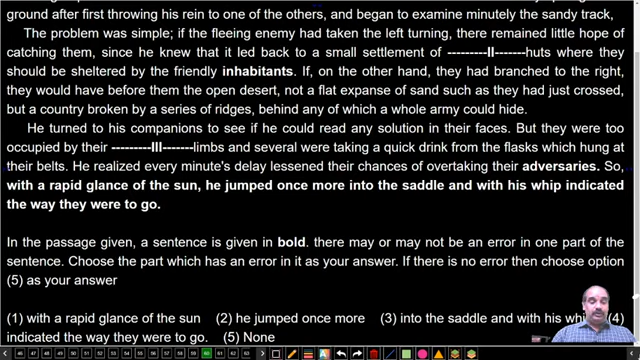 ground after first throwing his rein to one of the others, and began to examine minutely the sandy track,
The problem was simple; if the fleeing enemy had taken the left turning, there remained little hope of
catching them, since he knew that it led back to a small settlement of ---------II-------huts where they
should be sheltered by the friendly inhabitants. If, on the other hand, they had branched to the right,
they would have before them the open desert, not a flat expanse of sand such as they had just crossed,
but a country broken by a series of ridges, behind any of which a whole army could hide.
He turned to his companions to see if he could read any solution in their faces. But they were too
occupied by their ---------III-------limbs and several were taking a quick drink from the flasks which hung at
their belts. He realized every minute's delay lessened their chances of overtaking their adversaries. So,
with a rapid glance of the sun, he jumped once more into the saddle and with his whip indicated
the way they were to go.
In the passage given, a sentence is given in bold. there may or may not be an error in one part of the
sentence. Choose the part which has an error in it as your answer. If there is no error then choose option
(5) as your answer
(1) with a rapid glance of the sun (2) he jumped once more (3) into the saddle and with his whip (4)
indicated the way they were to go. (5) None